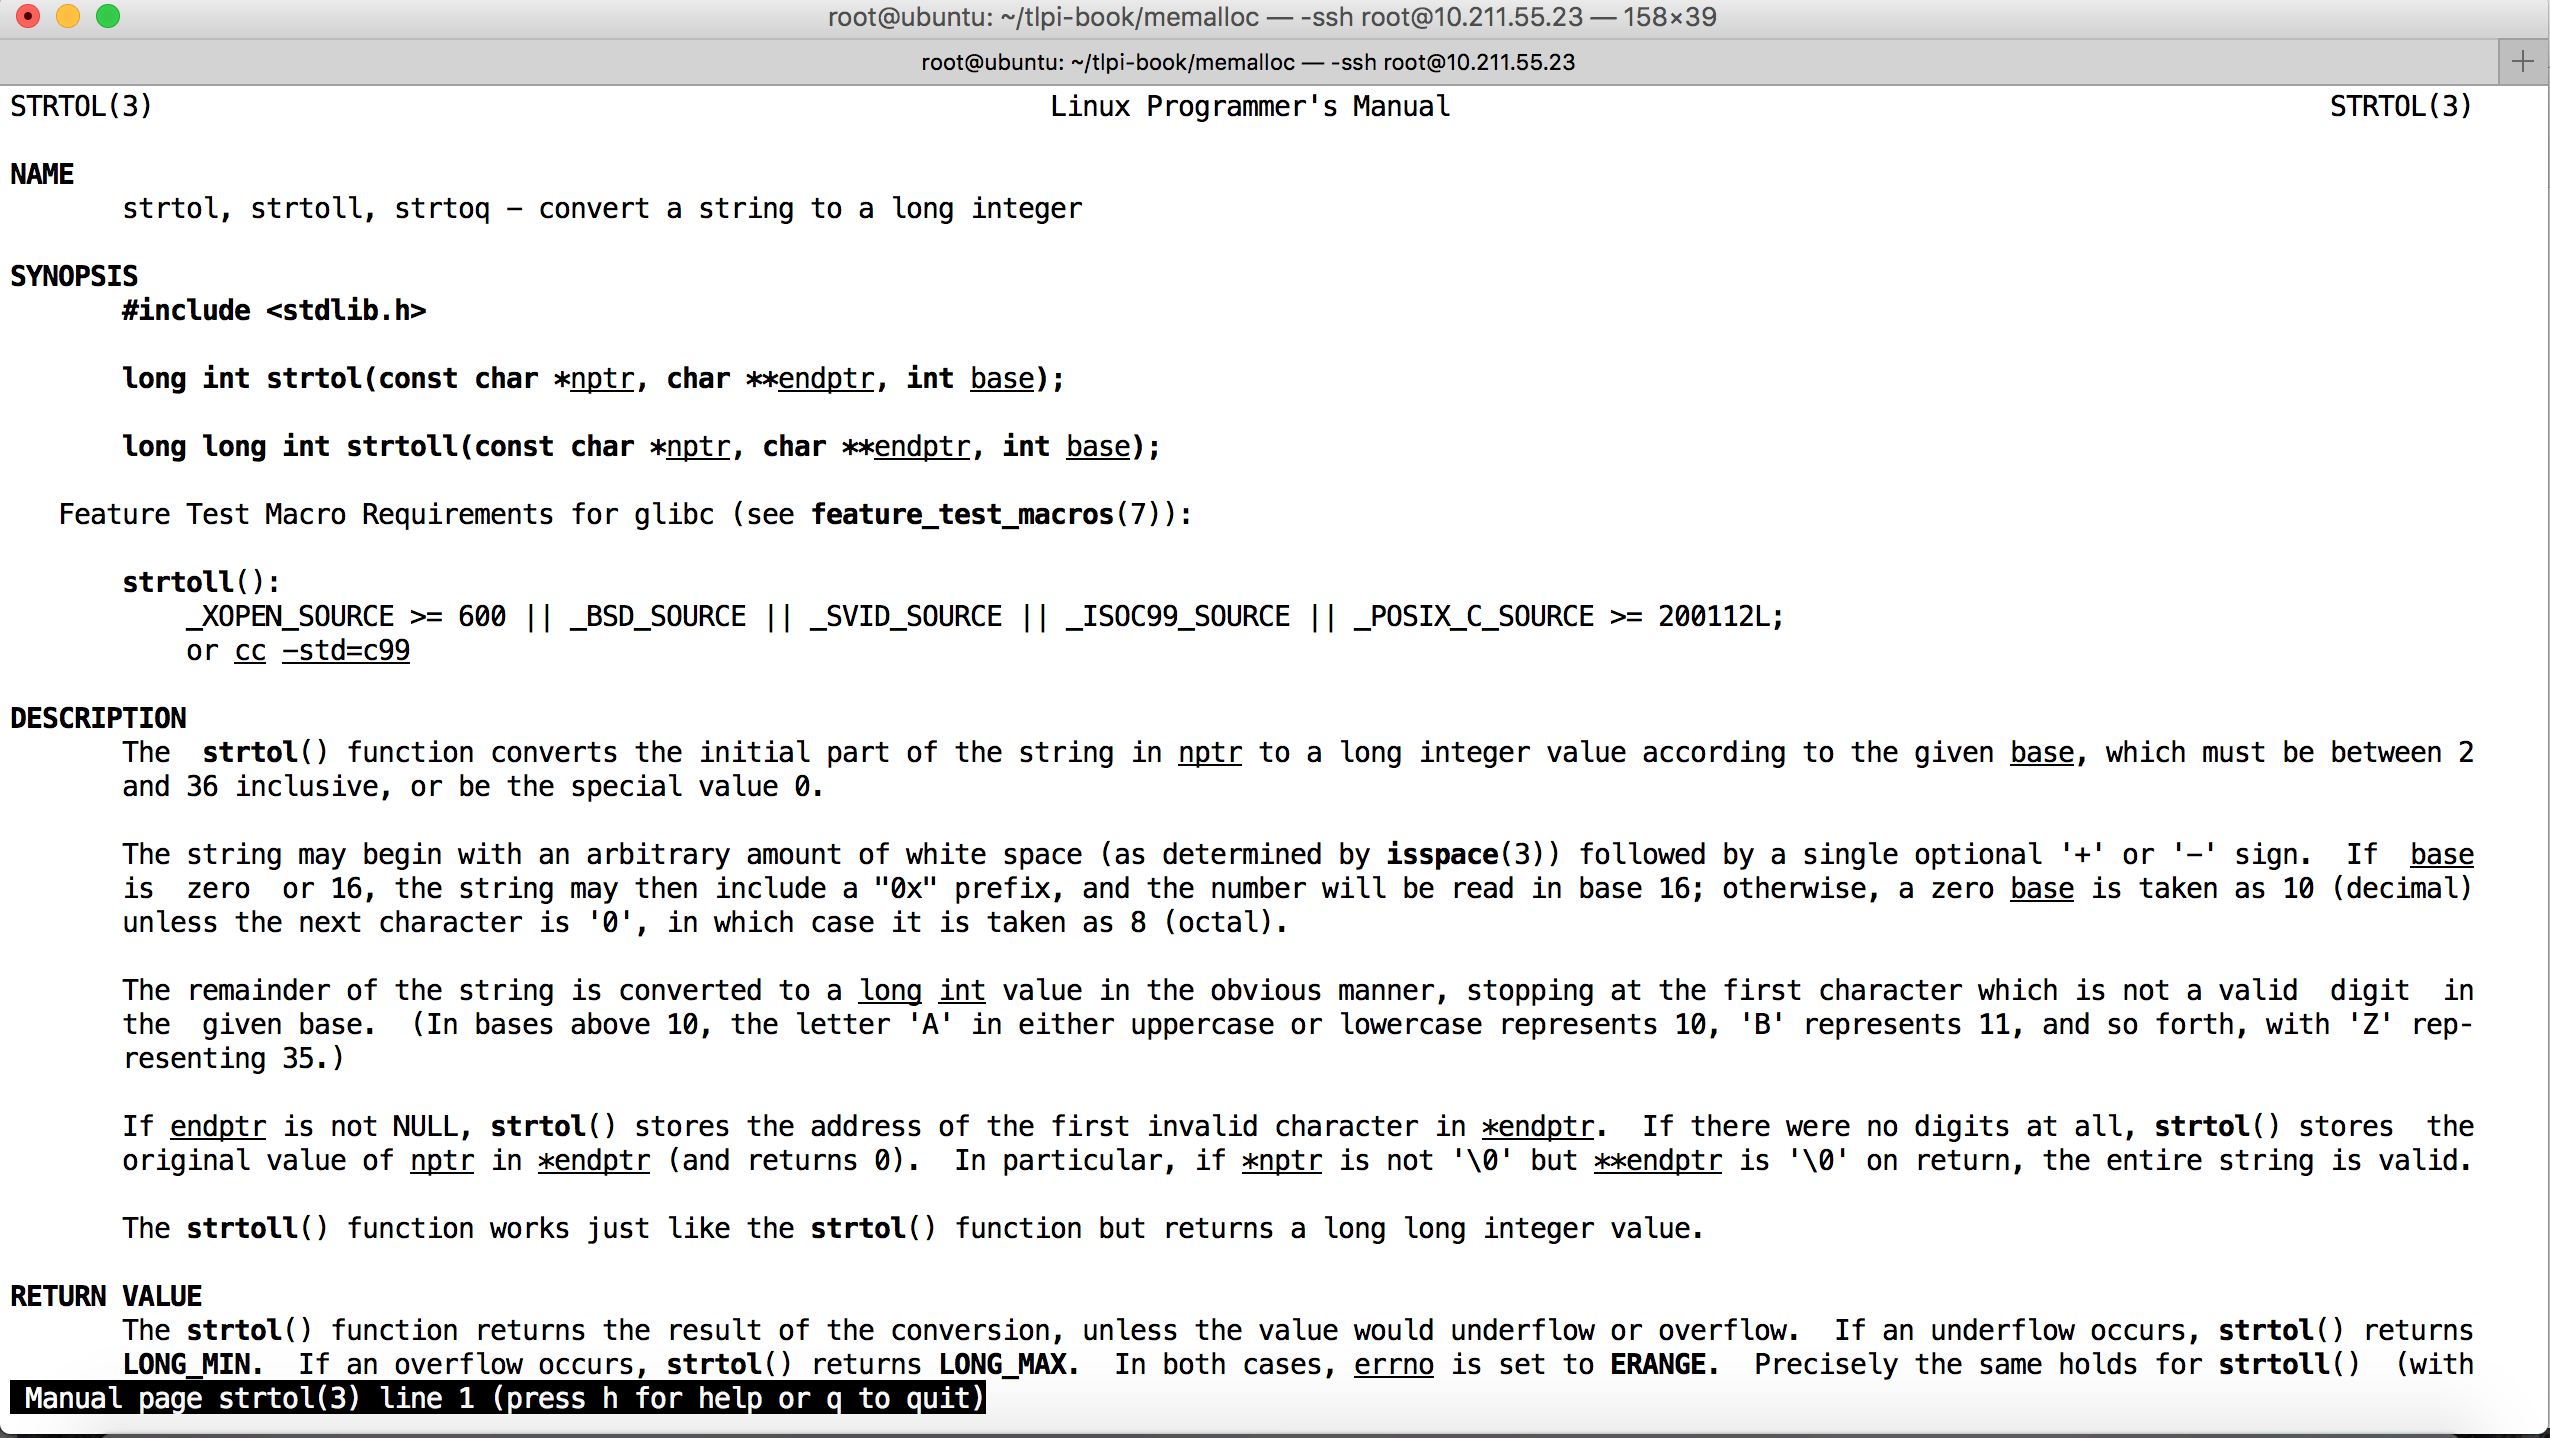 root@ubuntu: ~/tlpi-book/memalloc — -ssh root@10.211.55.23 — 158×39
root@ubuntu: ~/tlpi-book/memalloc — -ssh root@10.211.55.23
STRTOL(3) Linux Programmer's Manual STRTOL(3)
NAME
strtol, strtoll, strtoq - convert a string to a long integer
SYNOPSIS
#include <stdlib.h>
long int strtol(const char *nptr, char **endptr, int base);
long long int strtoll(const char *nptr, char **endptr, int base);
Feature Test Macro Requirements for glibc (see feature_test_macros(7)):
strtoll():
_XOPEN_SOURCE >= 600 || _BSD_SOURCE || _SVID_SOURCE || _ISOC99_SOURCE || _POSIX_C_SOURCE >= 200112L;
or cc -std=c99
DESCRIPTION
The  strtol() function converts the initial part of the string in nptr to a long integer value according to the given base, which must be between 2
and 36 inclusive, or be the special value 0.
The string may begin with an arbitrary amount of white space (as determined by isspace(3)) followed by a single optional '+' or '-' sign.  If  base
is  zero  or 16, the string may then include a "0x" prefix, and the number will be read in base 16; otherwise, a zero base is taken as 10 (decimal)
unless the next character is '0', in which case it is taken as 8 (octal).
The remainder of the string is converted to a long int value in the obvious manner, stopping at the first character which is not a valid  digit  in
the  given base.  (In bases above 10, the letter 'A' in either uppercase or lowercase represents 10, 'B' represents 11, and so forth, with 'Z' rep-
resenting 35.)
If endptr is not NULL, strtol() stores the address of the first invalid character in *endptr.  If there were no digits at all, strtol() stores  the
original value of nptr in *endptr (and returns 0).  In particular, if *nptr is not '\0' but **endptr is '\0' on return, the entire string is valid.
The strtoll() function works just like the strtol() function but returns a long long integer value.
RETURN VALUE
The strtol() function returns the result of the conversion, unless the value would underflow or overflow.  If an underflow occurs, strtol() returns
LONG_MIN.  If an overflow occurs, strtol() returns LONG_MAX.  In both cases, errno is set to ERANGE.  Precisely the same holds for strtoll()  (with
Manual page strtol(3) line 1 (press h for help or q to quit)